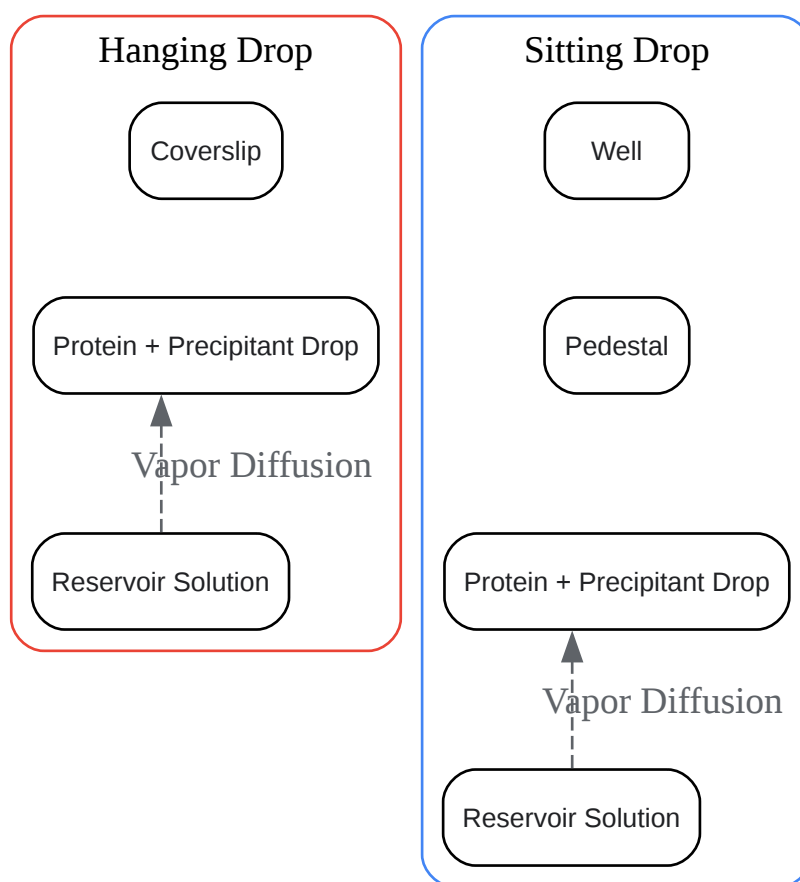 Hanging Drop
Coverslip
Protein + Precipitant Drop
Vapor Diffusion
Reservoir Solution
Sitting Drop
Well
Pedestal
Protein + Precipitant Drop
Vapor Diffusion
Reservoir Solution